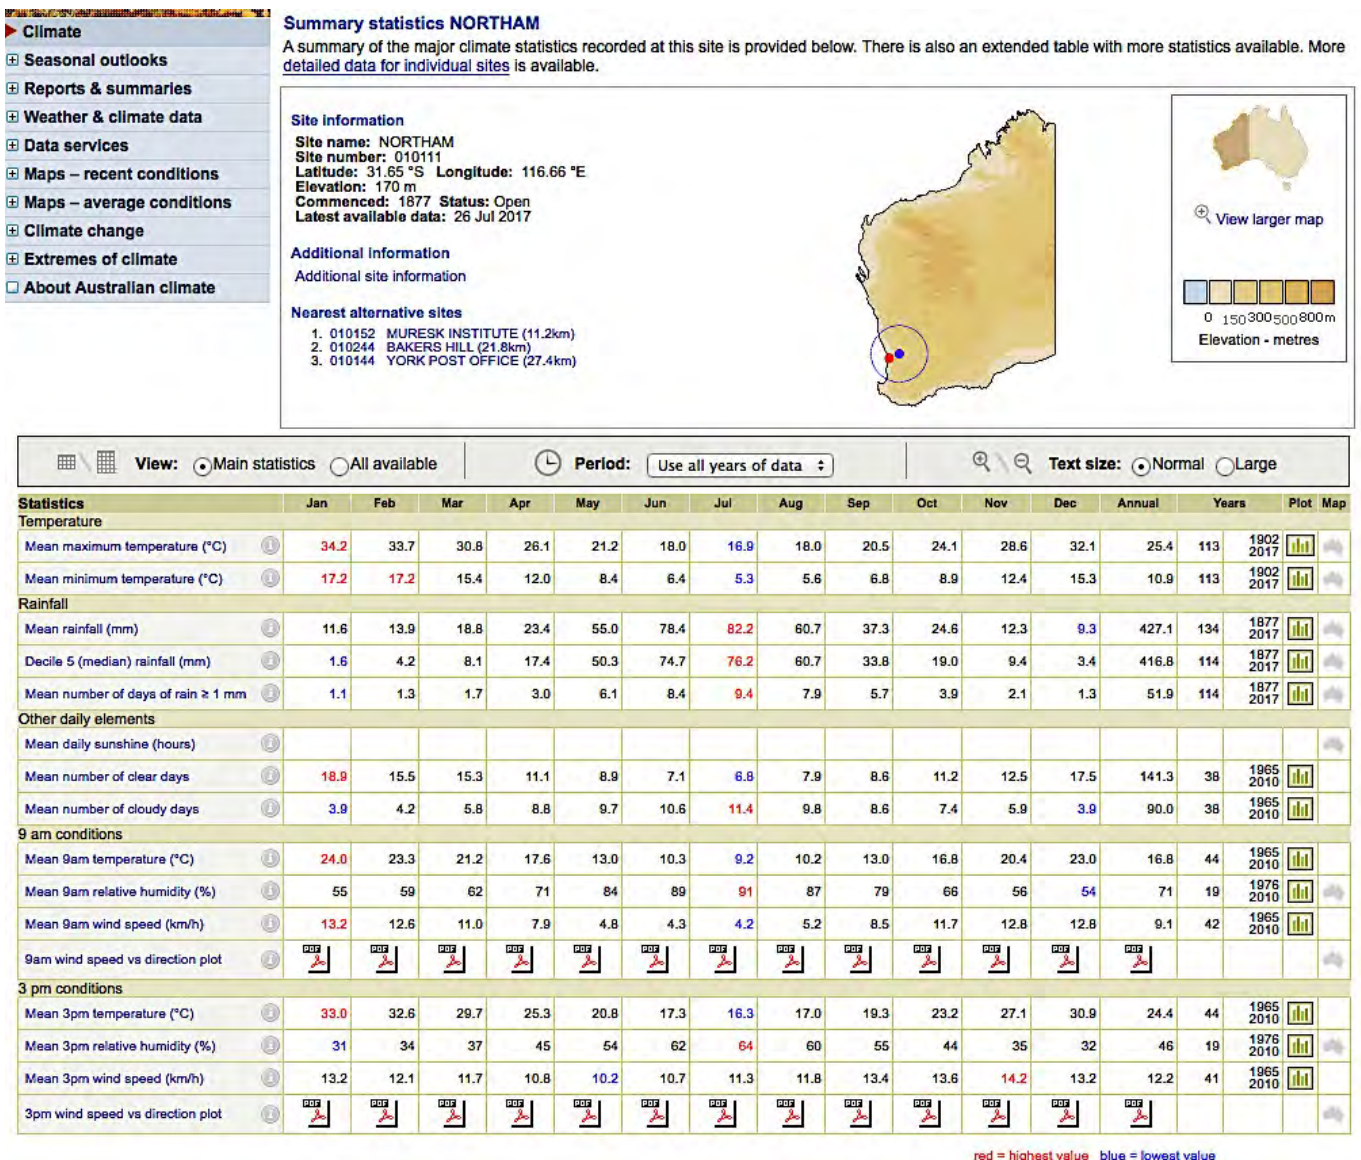 Climate
Seasonal outlooks
Reports & summaries
Weather & climate data
Data services
Maps – recent conditions
Maps – average conditions
Climate change
Extremes of climate
About Australian climate
Summary statistics NORTHAM
A summary of the major climate statistics recorded at this site is provided below. There is also an extended table with more statistics available. More
detailed data for individual sites is available.
Site information
Site name: NORTHAM
Site number: 010111
Latitude: 31.65 °S Longitude: 116.66 °E
Elevation: 170 m
Commenced: 1877 Status: Open
Latest available data: 26 Jul 2017
Additional information
Additional site information
Nearest alternative sites
1. 010152 MURESK INSTITUTE (11.2km)
2. 010244 BAKERS HILL (21.8km)
3. 010144 YORK POST OFFICE (27.4km)
View larger map
0 150 300 500 800m
Elevation - metres
View: Main statistics All available Period: Use all years of data Text size: Normal Large
Statistics Jan Feb Mar Apr May Jun Jul Aug Sep Oct Nov Dec Annual Years Plot Map
Temperature
Mean maximum temperature (°C) 34.2 33.7 30.8 26.1 21.2 18.0 16.9 18.0 20.5 24.1 28.6 32.1 25.4 113 1902 2017
Mean minimum temperature (°C) 17.2 17.2 15.4 12.0 8.4 6.4 5.3 5.6 6.8 8.9 12.4 15.3 10.9 113 1902 2017
Rainfall
Mean rainfall (mm) 11.6 13.9 18.8 23.4 55.0 78.4 82.2 60.7 37.3 24.6 12.3 9.3 427.1 134 1877 2017
Decile 5 (median) rainfall (mm) 1.6 4.2 8.1 17.4 50.3 74.7 76.2 60.7 33.8 19.0 9.4 3.4 416.8 114 1877 2017
Mean number of days of rain ≥ 1 mm 1.1 1.3 1.7 3.0 6.1 8.4 9.4 7.9 5.7 3.9 2.1 1.3 51.9 114 1877 2017
Other daily elements
Mean daily sunshine (hours)
Mean number of clear days 18.9 15.5 15.3 11.1 8.9 7.1 6.8 7.9 8.6 11.2 12.5 17.5 141.3 38 1965 2010
Mean number of cloudy days 3.9 4.2 5.8 8.8 9.7 10.6 11.4 9.8 8.6 7.4 5.9 3.9 90.0 38 1965 2010
9 am conditions
Mean 9am temperature (°C) 24.0 23.3 21.2 17.6 13.0 10.3 9.2 10.2 13.0 16.8 20.4 23.0 16.8 44 1965 2010
Mean 9am relative humidity (%) 55 59 62 71 84 89 91 87 79 66 56 54 71 19 1976 2010
Mean 9am wind speed (km/h) 13.2 12.6 11.0 7.9 4.8 4.3 4.2 5.2 8.5 11.7 12.8 12.8 9.1 42 1965 2010
9am wind speed vs direction plot PDF PDF PDF PDF PDF PDF PDF PDF PDF PDF PDF PDF PDF
3 pm conditions
Mean 3pm temperature (°C) 33.0 32.6 29.7 25.3 20.8 17.3 16.3 17.0 19.3 23.2 27.1 30.9 24.4 44 1965 2010
Mean 3pm relative humidity (%) 31 34 37 45 54 62 64 60 55 44 35 32 46 19 1976 2010
Mean 3pm wind speed (km/h) 13.2 12.1 11.7 10.8 10.2 10.7 11.3 11.8 13.4 13.6 14.2 13.2 12.2 41 1965 2010
3pm wind speed vs direction plot PDF PDF PDF PDF PDF PDF PDF PDF PDF PDF PDF PDF PDF
red = highest value blue = lowest value